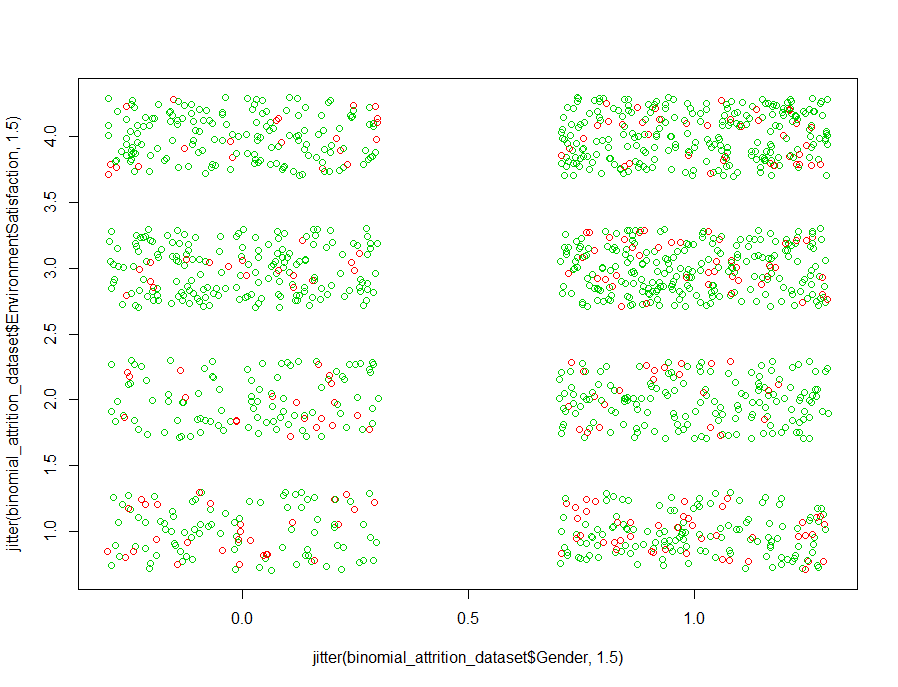 jitter(binomial_attrition_dataset$EnvironmentSatisfaction, 1.5)
4.0
3.5
3.0
2.5
2.0
1.5
1.0
0.0 0.5 1.0
jitter(binomial_attrition_dataset$Gender, 1.5)